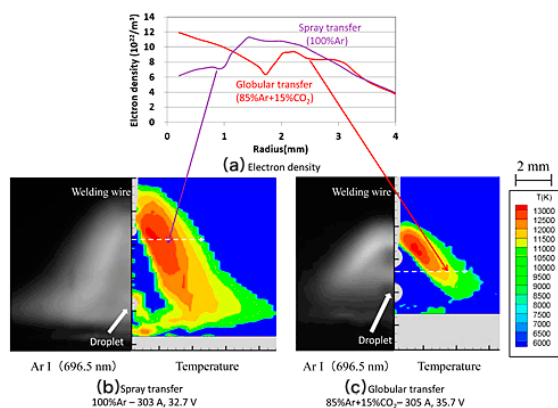 Elctron density (10²²/m³)
14
12
10
8
6
4
2
0
Spray transfer
(100%Ar)
Globular transfer
(85%Ar+15%CO₂)
0 1 2 3 4
Radius(mm)
(a) Electron density
Welding wire
Droplet
Ar I (696.5 nm) Temperature
(b) Spray transfer
100%Ar – 303 A, 32.7 V
Welding wire
Droplet
Ar I (696.5 nm) Temperature
(c) Globular transfer
85%Ar+15%CO₂– 305 A, 35.7 V
2 mm
T(K)
13000
12500
12000
11500
11000
10500
10000
9500
9000
8500
8000
7500
7000
6500
6000